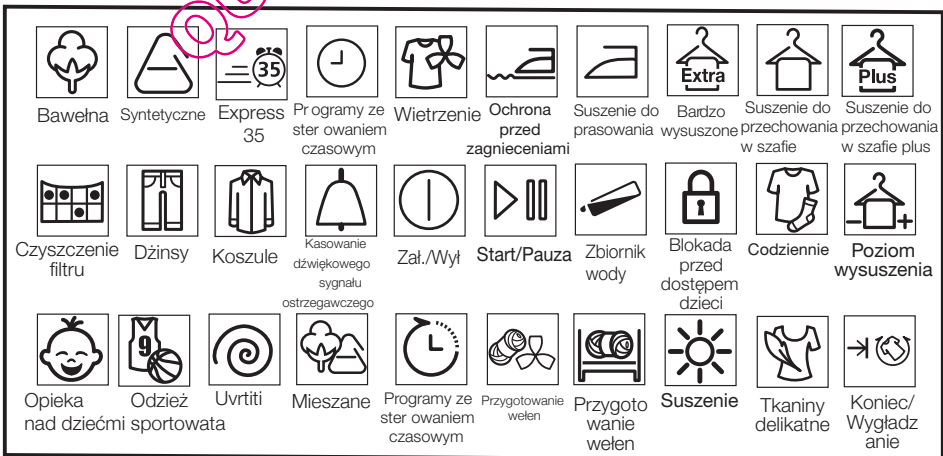 35
Extra
Plus
Bawełna
Syntetyczne
Express
35
Pr ogramy ze
ster owaniem
czasowym
Wietrzenie
Ochrona
przed
zagnieceniami
Suszenie do
prasowania
Bardzo
wysuszone
Suszenie do
przechowania
w szafie
Suszenie do
przechowania
w szafie plus
Czyszczenie
filtru
Dżinsy
Koszule
Kasowanie
dźwiękowego
sygnału
ostrzegawczego
Zał./Wył
Start/Pauza
Zbiornik
wody
Blokada
przed
dostępem
dzieci
Codziennie
Poziom
wysuszenia
9
Opieka
nad dziećmi
Odzież
sportowata
Uvrtiti
Mieszane
Programy ze
ster owaniem
czasowym
Przygotowanie
wełen
Przygoto
wanie
wełen
Suszenie
Tkaniny
delikatne
Koniec/
Wygładz
anie